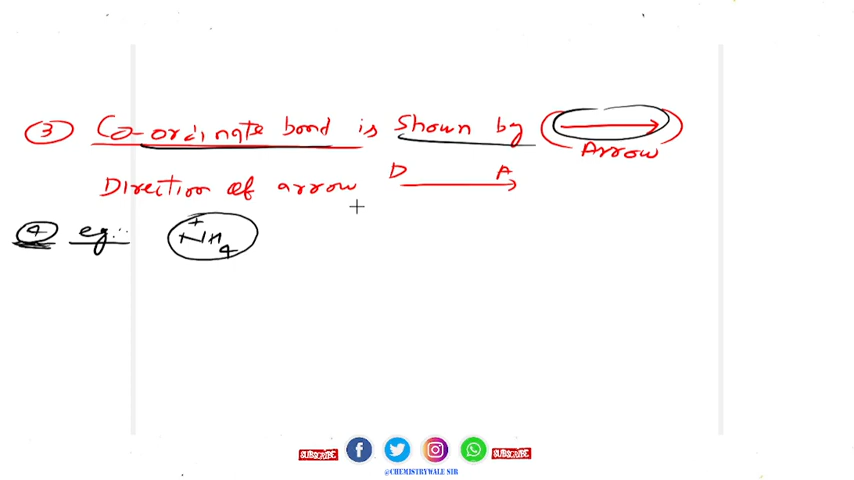 ③ Co-ordinate bond is shown by (→)
Arrow
Direction of arrow D → A
④ eg:- +NH4
SUBSCRIBE SUBSCRIBE
@CHEMISTRYWALE SIR